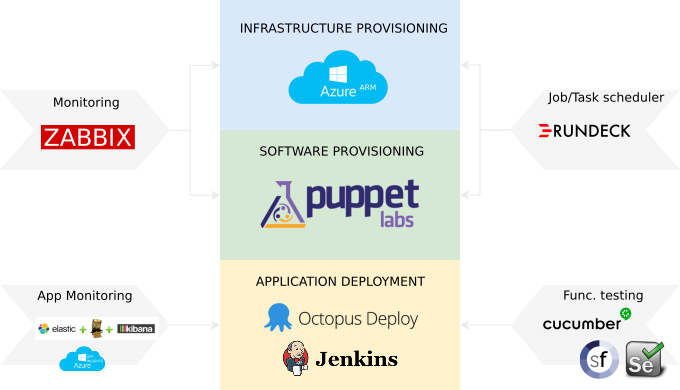 INFRASTRUCTURE PROVISIONING
Azure ARM
Monitoring
ZABBIX
Job/Task scheduler
RUNDECK
SOFTWARE PROVISIONING
puppet
labs
APPLICATION DEPLOYMENT
Octopus Deploy
Jenkins
App Monitoring
elastic + + kibana
Azure
Func. testing
cucumber
sf
Se